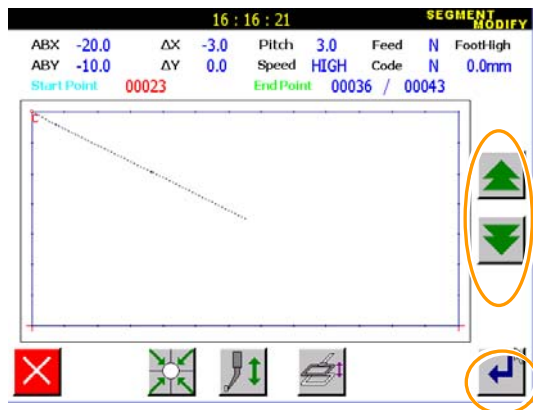 16 : 16 : 21 SEGMENT MODIFY
ABX -20.0 ΔX -3.0 Pitch 3.0 Feed N FootHigh
ABY -10.0 ΔY 0.0 Speed HIGH Code N 0.0mm
Start Point 00023 End Point 00036 / 00043